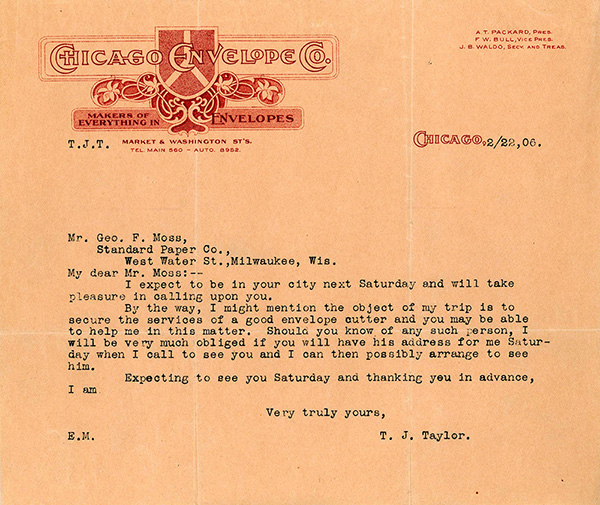 CHICAGO ENVELOPE CO.
MAKERS OF EVERYTHING IN ENVELOPES
MARKET & WASHINGTON ST'S.
TEL. MAIN 560 – AUTO. 8952.
A. T. PACKARD, PRES.
F. W. BULL, VICE PRES.
J. B. WALDO, SECY. AND TREAS.
T.J.T.
CHICAGO, 2/22,06.
Mr. Geo. F. Moss,
Standard Paper Co.,
West Water St.,Milwaukee, Wis.
My dear Mr. Moss:--
I expect to be in your city next Saturday and will take
pleasure in calling upon you.
By the way, I might mention the object of my trip is to
secure the services of a good envelope cutter and you may be able
to help me in this matter. Should you know of any such person, I
will be very much obliged if you will have his address for me Satur-
day when I call to see you and I can then possibly arrange to see
him.
Expecting to see you Saturday and thanking you in advance,
I am
Very truly yours,
E.M. T. J. Taylor.